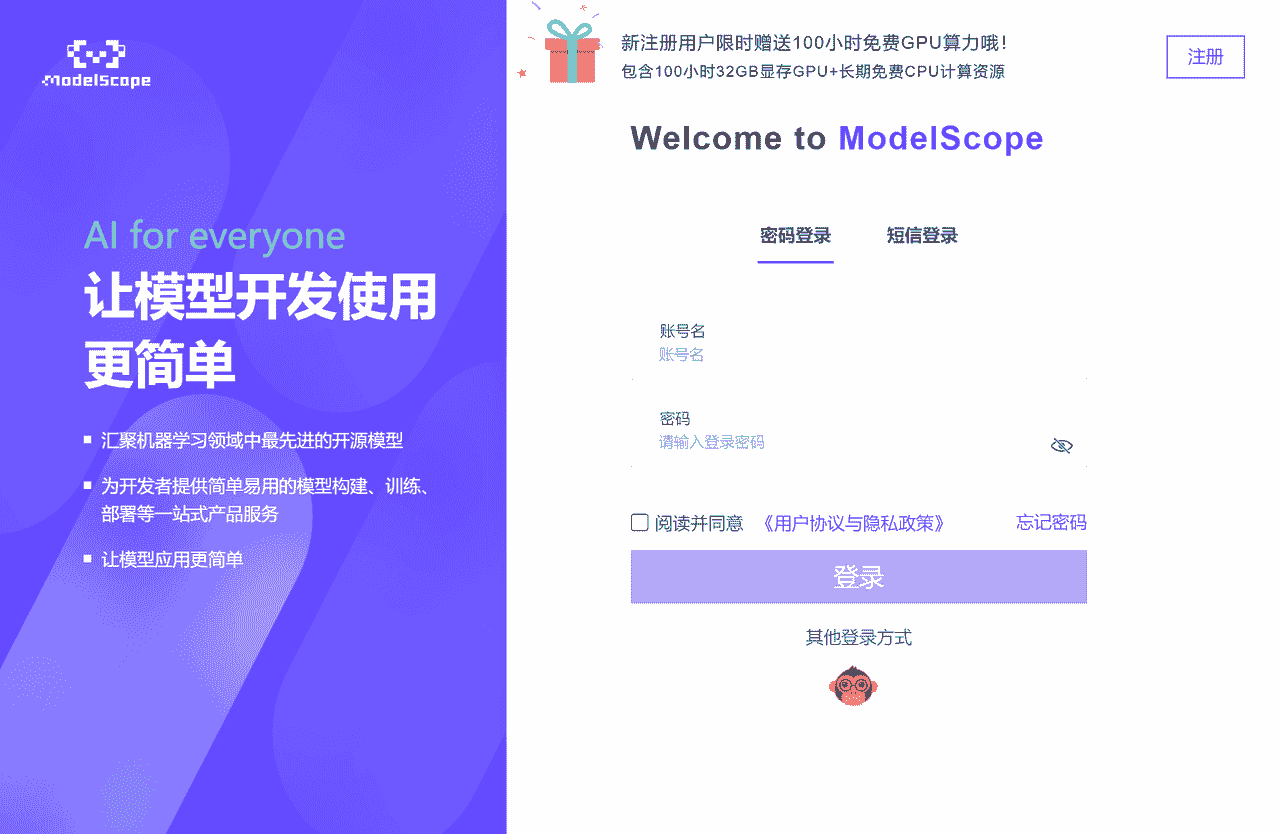 ModelScope
AI for everyone
让模型开发使用
更简单
汇聚机器学习领域中最先进的开源模型
为开发者提供简单易用的模型构建、训练、
部署等一站式产品服务
让模型应用更简单
新注册用户限时赠送100小时免费GPU算力哦！
包含100小时32GB显存GPU+长期免费CPU计算资源
注册
Welcome to ModelScope
密码登录 短信登录
账号名
账号名
密码
请输入登录密码
阅读并同意 《用户协议与隐私政策》 忘记密码
登录
其他登录方式